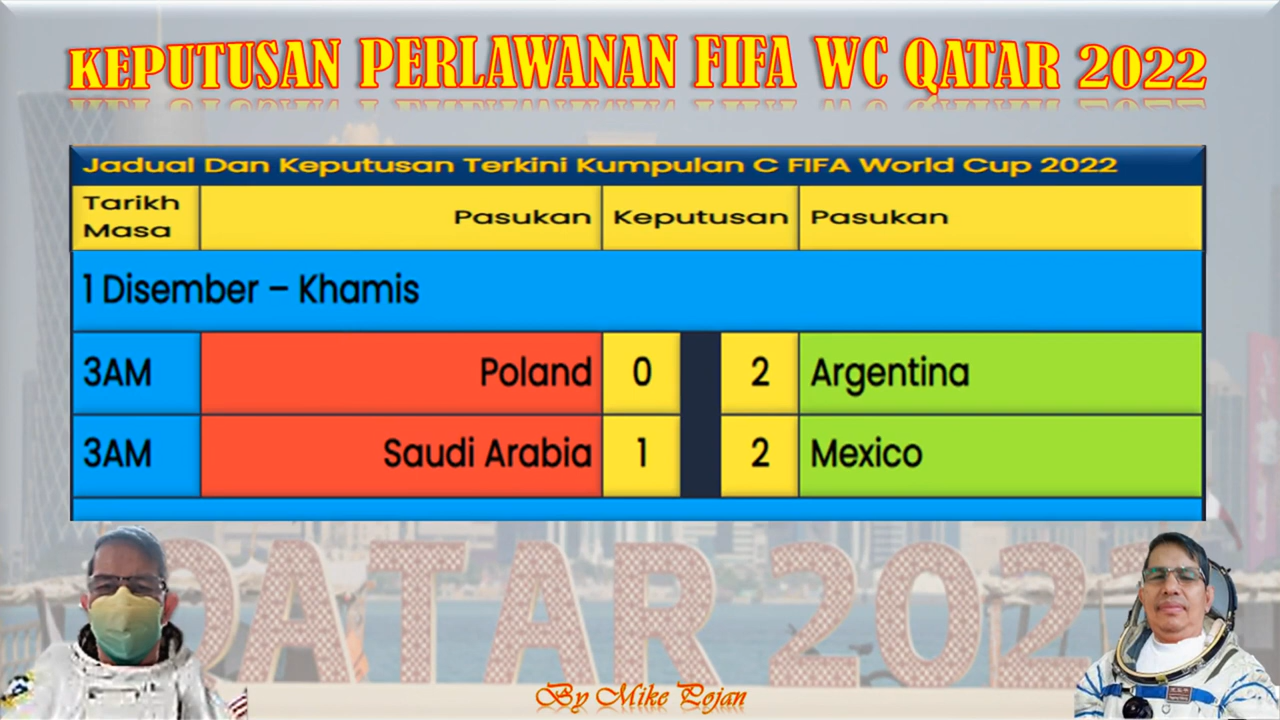 KEPUTUSAN PERLAWANAN FIFA WC QATAR 2022
Jadual Dan Keputusan Terkini Kumpulan C FIFA World Cup 2022
Tarikh
Masa
Pasukan Keputusan Pasukan
1 Disember – Khamis
3AM Poland 0 2 Argentina
3AM Saudi Arabia 1 2 Mexico
QATAR 2022
By Mike Pojan